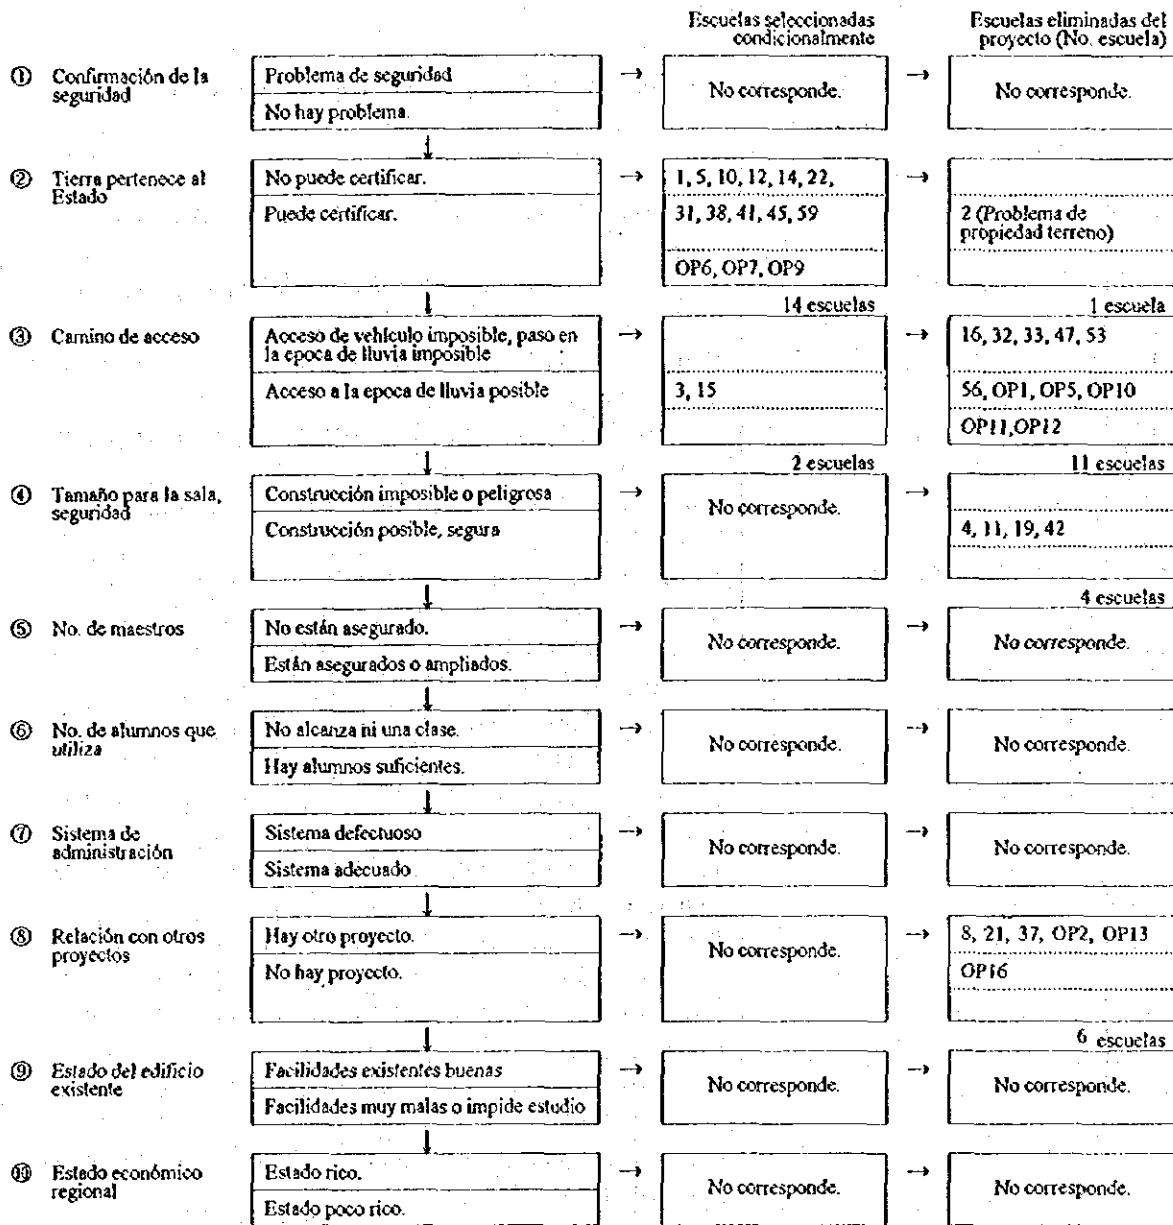 Escuelas seleccionadas
condicionalmente
Escuelas eliminadas del
proyecto (No. escuela)
① Confirmación de la
seguridad
Problema de seguridad
No hay problema.
→
No corresponde.
→
No corresponde.
② Tierra pertenece al
Estado
No puede certificar.
Puede certificar.
→
1, 5, 10, 12, 14, 22,
31, 38, 41, 45, 59
OP6, OP7, OP9
14 escuelas
→
2 (Problema de
propiedad terreno)
1 escuela
③ Camino de acceso
Acceso de vehículo imposible, paso en
la epoca de lluvia imposible
Acceso a la epoca de lluvia posible
→
3, 15
2 escuelas
→
16, 32, 33, 47, 53
56, OP1, OP5, OP10
OP11,OP12
11 escuelas
④ Tamaño para la sala,
seguridad
Construcción imposible o peligrosa
Construcción posible, segura
→
No corresponde.
→
4, 11, 19, 42
4 escuelas
⑤ No. de maestros
No están asegurado.
Están asegurados o ampliados.
→
No corresponde.
→
No corresponde.
⑥ No. de alumnos que
utiliza
No alcanza ni una clase.
Hay alumnos suficientes.
→
No corresponde.
→
No corresponde.
⑦ Sistema de
administración
Sistema defectuoso
Sistema adecuado
→
No corresponde.
→
No corresponde.
⑧ Relación con otros
proyectos
Hay otro proyecto.
No hay proyecto.
→
No corresponde.
→
8, 21, 37, OP2, OP13
OP16
6 escuelas
⑨ Estado del edificio
existente
Facilidades existentes buenas
Facilidades muy malas o impide estudio
→
No corresponde.
→
No corresponde.
⑩ Estado económico
regional
Estado rico.
Estado poco rico.
→
No corresponde.
→
No corresponde.